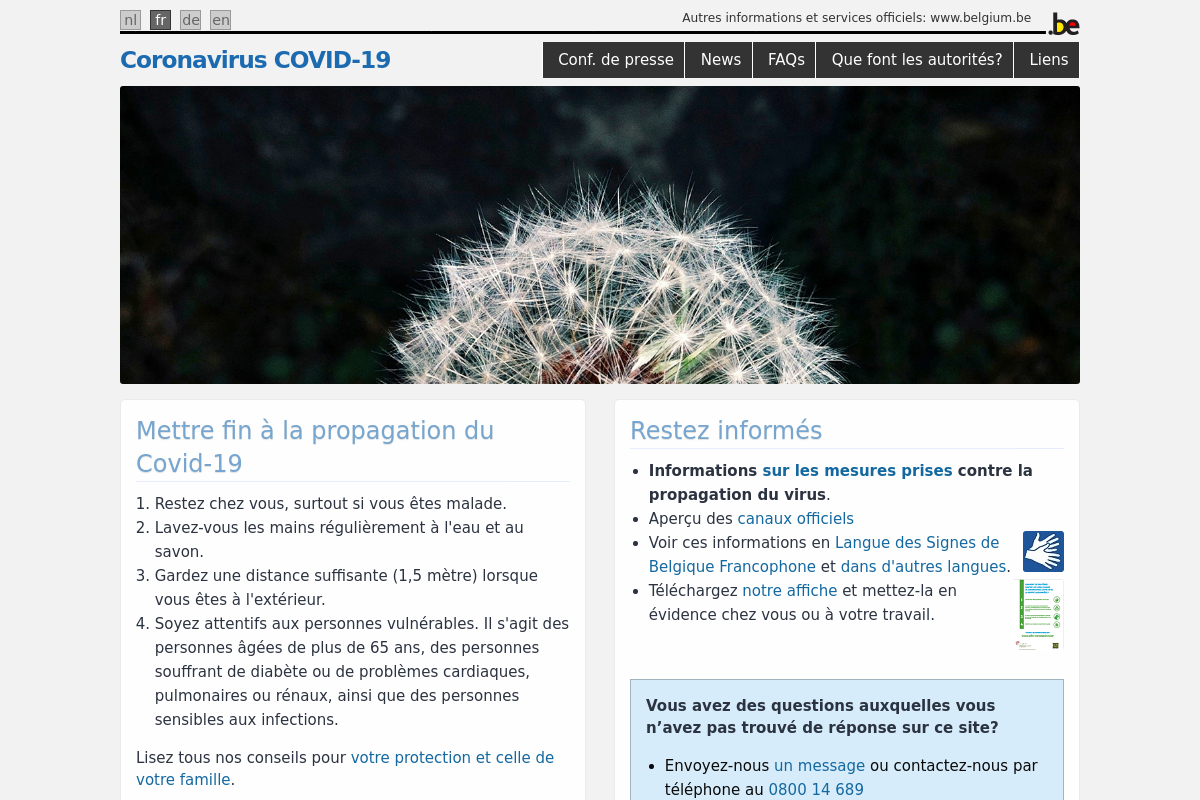 nl fr de en
Autres informations et services officiels: www.belgium.be
.be
Coronavirus COVID-19
Conf. de presse News FAQs Que font les autorités? Liens
Mettre fin à la propagation du
Covid-19
1. Restez chez vous, surtout si vous êtes malade.
2. Lavez-vous les mains régulièrement à l'eau et au
savon.
3. Gardez une distance suffisante (1,5 mètre) lorsque
vous êtes à l'extérieur.
4. Soyez attentifs aux personnes vulnérables. Il s'agit des
personnes âgées de plus de 65 ans, des personnes
souffrant de diabète ou de problèmes cardiaques,
pulmonaires ou rénaux, ainsi que des personnes
sensibles aux infections.
Lisez tous nos conseils pour votre protection et celle de
votre famille.
Restez informés
• Informations sur les mesures prises contre la
propagation du virus.
• Aperçu des canaux officiels
• Voir ces informations en Langue des Signes de
Belgique Francophone et dans d'autres langues.
• Téléchargez notre affiche et mettez-la en
évidence chez vous ou à votre travail.
Vous avez des questions auxquelles vous
n’avez pas trouvé de réponse sur ce site?
• Envoyez-nous un message ou contactez-nous par
téléphone au 0800 14 689